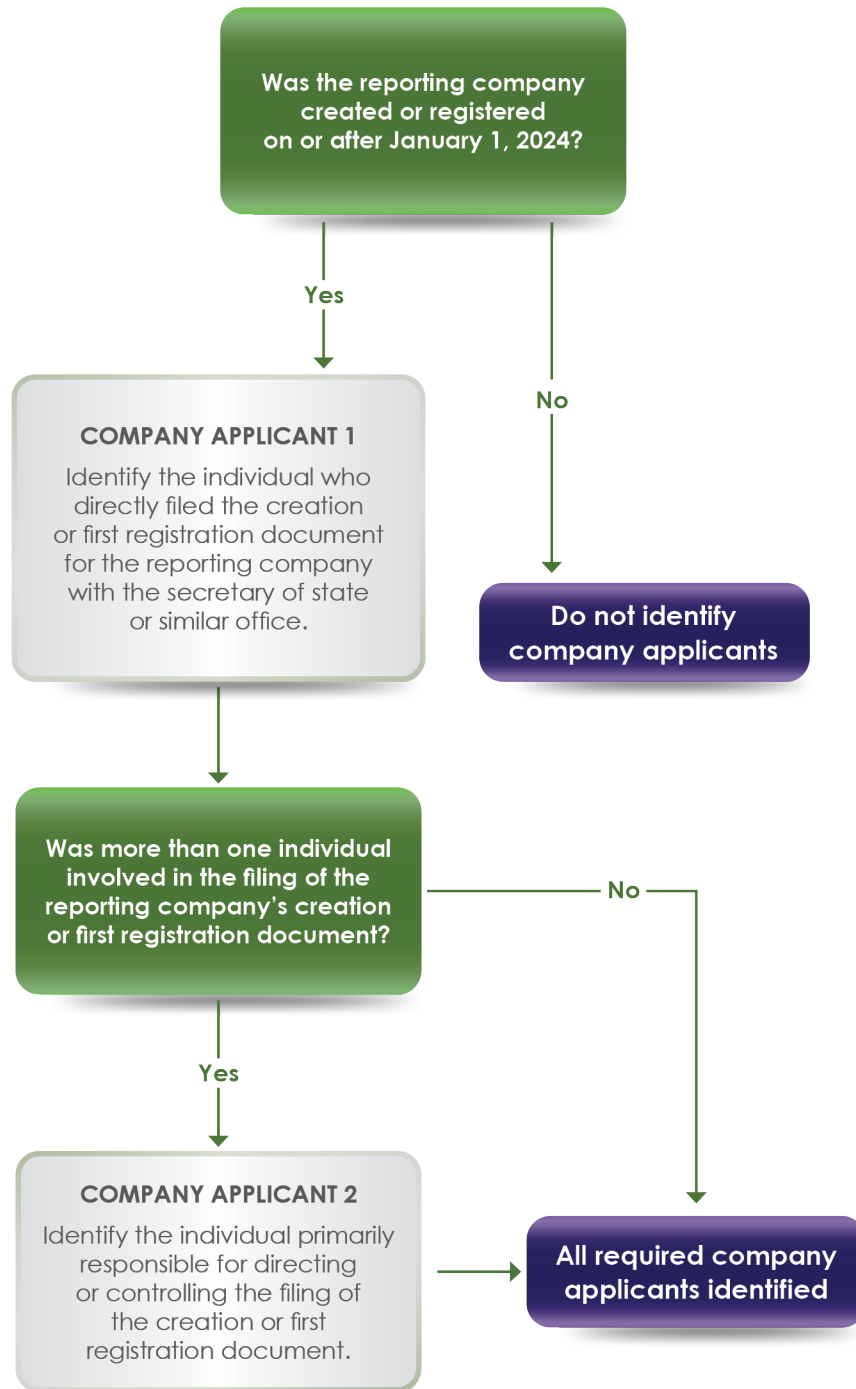 Was the reporting company
created or registered
on or after January 1, 2024?
Yes
No
COMPANY APPLICANT 1
Identify the individual who
directly filed the creation
or first registration document
for the reporting company
with the secretary of state
or similar office.
Do not identify
company applicants
Was more than one individual
involved in the filing of the
reporting company’s creation
or first registration document?
No
Yes
COMPANY APPLICANT 2
Identify the individual primarily
responsible for directing
or controlling the filing of
the creation or first
registration document.
All required company
applicants identified